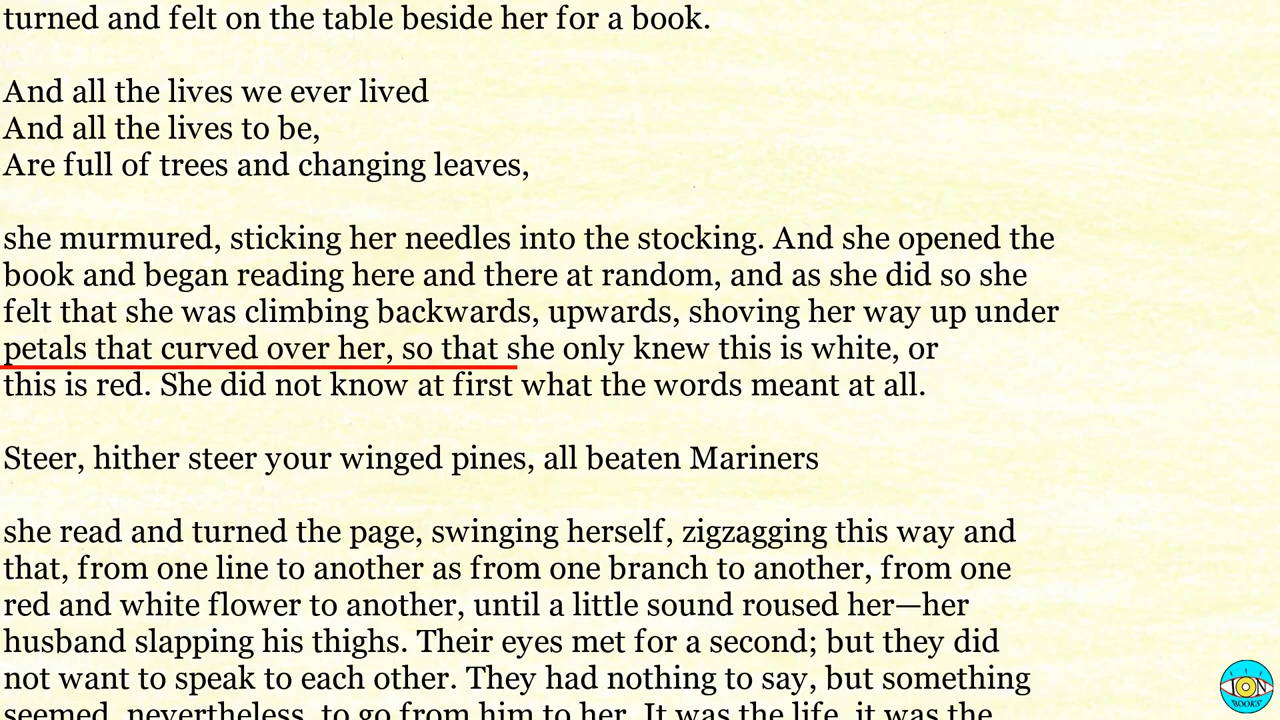 turned and felt on the table beside her for a book.
And all the lives we ever lived
And all the lives to be,
Are full of trees and changing leaves,
she murmured, sticking her needles into the stocking. And she opened the
book and began reading here and there at random, and as she did so she
felt that she was climbing backwards, upwards, shoving her way up under
petals that curved over her, so that she only knew this is white, or
this is red. She did not know at first what the words meant at all.
Steer, hither steer your winged pines, all beaten Mariners
she read and turned the page, swinging herself, zigzagging this way and
that, from one line to another as from one branch to another, from one
red and white flower to another, until a little sound roused her—her
husband slapping his thighs. Their eyes met for a second; but they did
not want to speak to each other. They had nothing to say, but something
seemed, nevertheless, to go from him to her. It was the life, it was the
ION
BOOKS